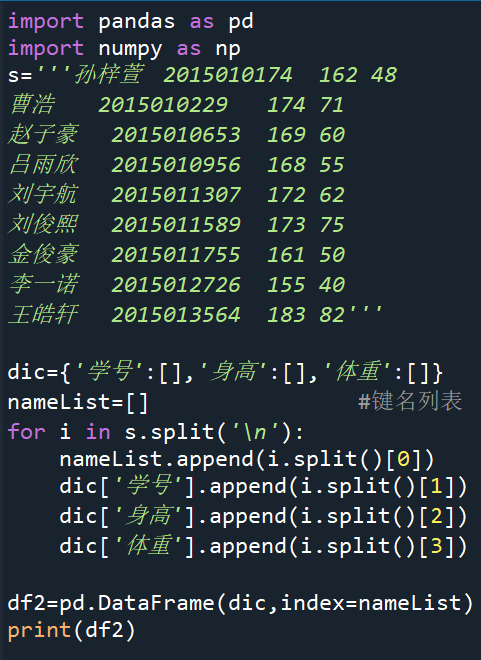 import pandas as pd
import numpy as np
s='''孙梓萱  2015010174  162 48
曹浩   2015010229   174 71
赵子豪  2015010653  169 60
吕雨欣  2015010956  168 55
刘宇航  2015011307  172 62
刘俊熙  2015011589  173 75
金俊豪  2015011755  161 50
李一诺  2015012726  155 40
王皓轩  2015013564  183 82'''

dic={'学号':[],'身高':[],'体重':[]}
nameList=[]                #键名列表
for i in s.split('\n'):
    nameList.append(i.split()[0])
    dic['学号'].append(i.split()[1])
    dic['身高'].append(i.split()[2])
    dic['体重'].append(i.split()[3])

df2=pd.DataFrame(dic,index=nameList)
print(df2)